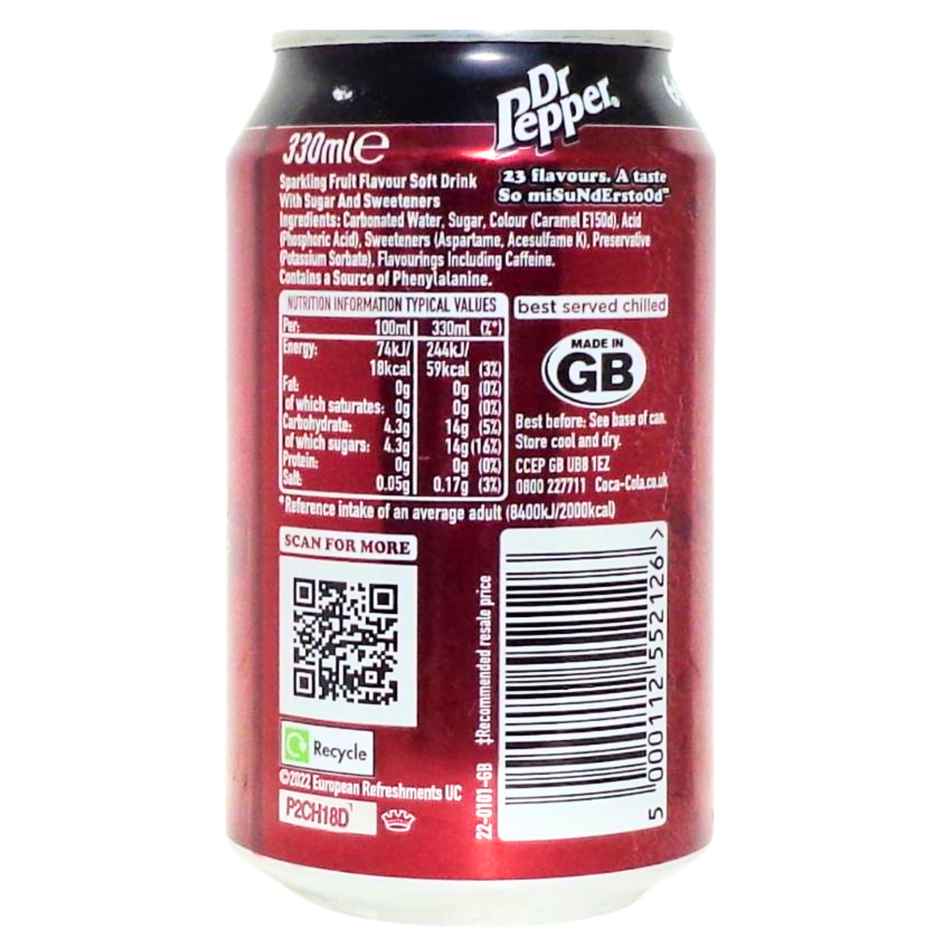 Dr
Pepper.
330ml e
23 flavours. A taste
So miSuNdErstoOd™
Sparkling Fruit Flavour Soft Drink
With Sugar And Sweeteners
Ingredients: Carbonated Water, Sugar, Colour (Caramel E150d), Acid
(Phosphoric Acid), Sweeteners (Aspartame, Acesulfame K), Preservative
(Potassium Sorbate), Flavourings Including Caffeine.
Contains a Source of Phenylalanine.
NUTRITION INFORMATION TYPICAL VALUES
Per: 100ml 330ml (%*)
Energy: 74kJ/ 244kJ/
18kcal 59kcal (3%)
Fat: 0g 0g (0%)
of which saturates: 0g 0g (0%)
Carbohydrate: 4.3g 14g (5%)
of which sugars: 4.3g 14g (16%)
Protein: 0g 0g (0%)
Salt: 0.05g 0.17g (3%)
*Reference intake of an average adult (8400kJ/2000kcal)
best served chilled
MADE IN
GB
Best before: See base of can.
Store cool and dry.
CCEP GB UB8 1EZ
0800 227711 Coca-Cola.co.uk
SCAN FOR MORE
Recycle
©2022 European Refreshments UC
P2CH18D
22-0101-GB ‡Recommended resale price
5 000112 552126 >